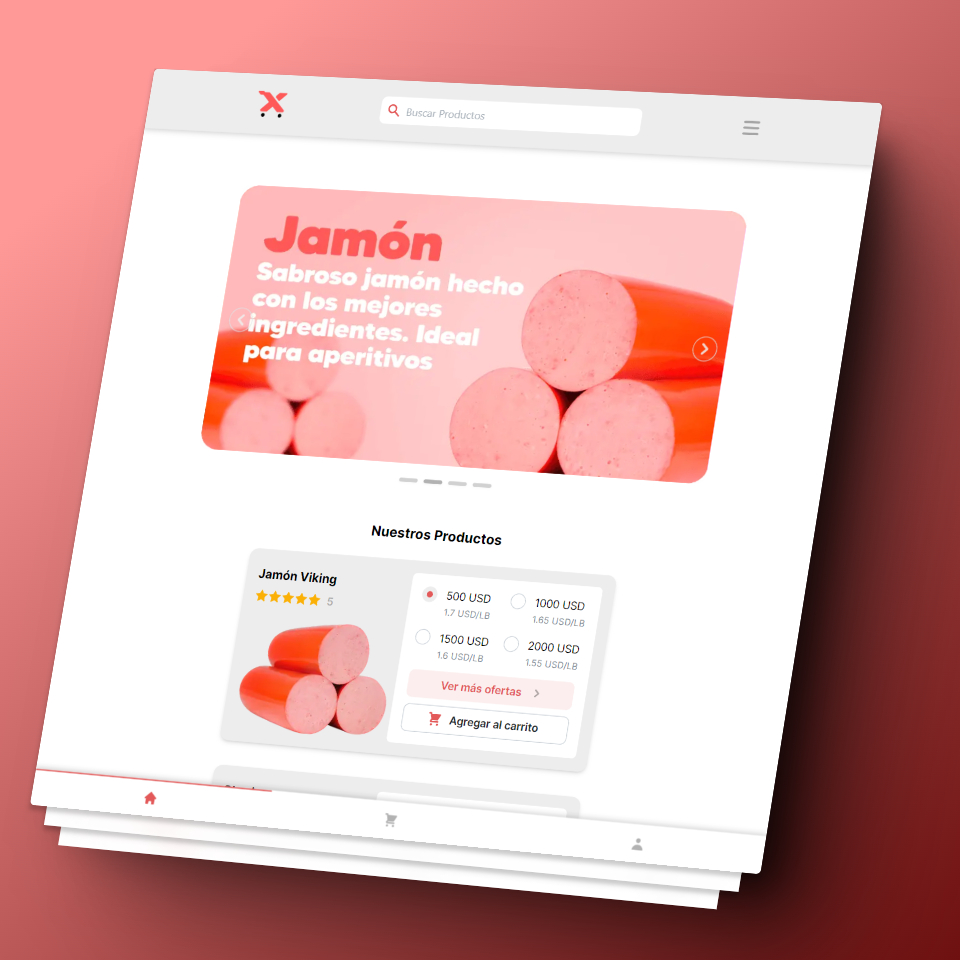 Buscar Productos
Jamón
Sabroso jamón hecho
con los mejores
ingredientes. Ideal
para aperitivos
Nuestros Productos
Jamón Viking
5
500 USD
1.7 USD/LB
1000 USD
1.65 USD/LB
1500 USD
1.6 USD/LB
2000 USD
1.55 USD/LB
Ver más ofertas
Agregar al carrito